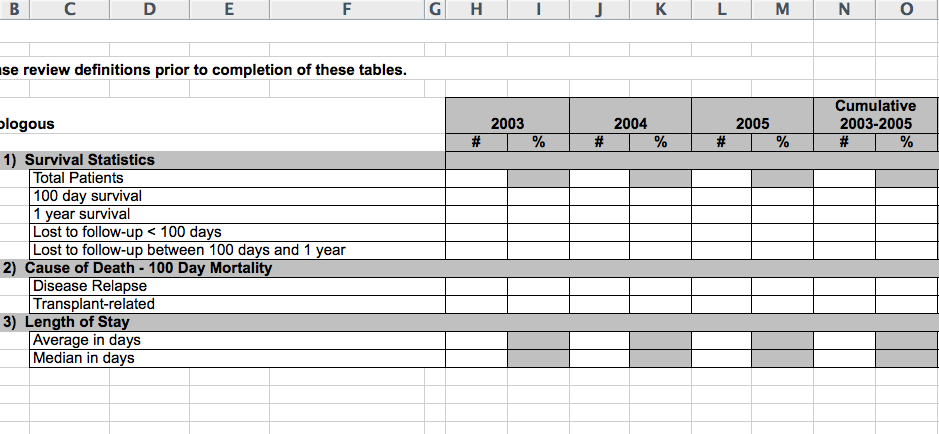 B C D E F G H I J K L M N O
review definitions prior to completion of these tables.
Cumulative
2003 2004 2005 2003-2005
# % # % # % # %
1) Survival Statistics
Total Patients
100 day survival
1 year survival
Lost to follow-up < 100 days
Lost to follow-up between 100 days and 1 year
2) Cause of Death - 100 Day Mortality
Disease Relapse
Transplant-related
3) Length of Stay
Average in days
Median in days